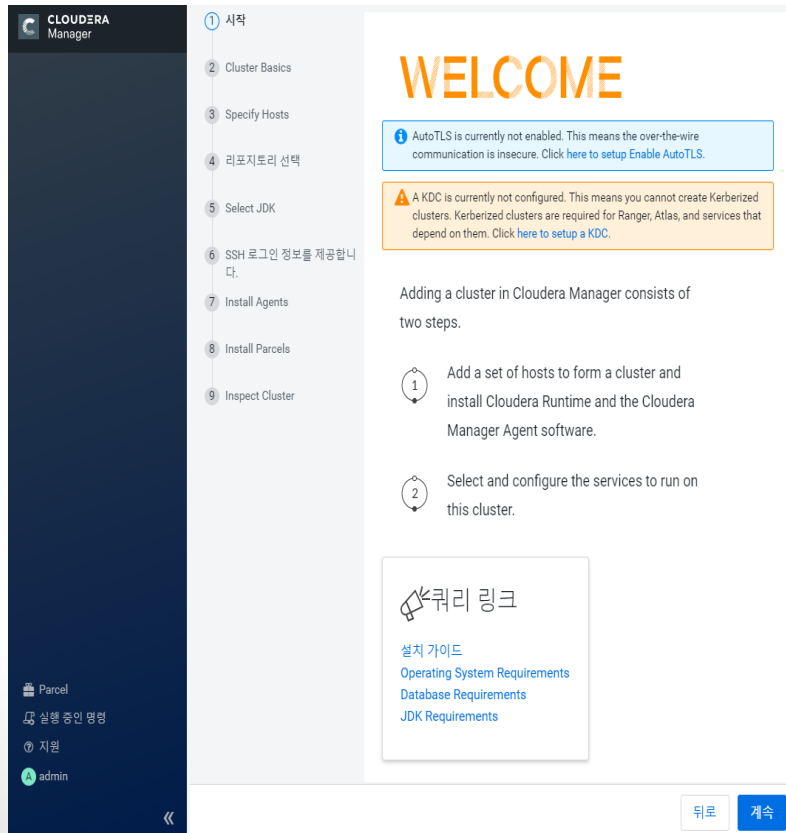 CLOUDERA
Manager
Parcel
실행 중인 명령
지원
A admin
1 시작
2 Cluster Basics
3 Specify Hosts
4 리포지토리 선택
5 Select JDK
6 SSH 로그인 정보를 제공합니
다.
7 Install Agents
8 Install Parcels
9 Inspect Cluster
WELCOME
AutoTLS is currently not enabled. This means the over-the-wire
communication is insecure. Click here to setup Enable AutoTLS.
A KDC is currently not configured. This means you cannot create Kerberized
clusters. Kerberized clusters are required for Ranger, Atlas, and services that
depend on them. Click here to setup a KDC.
Adding a cluster in Cloudera Manager consists of
two steps.
1 Add a set of hosts to form a cluster and
install Cloudera Runtime and the Cloudera
Manager Agent software.
2 Select and configure the services to run on
this cluster.
쿼리 링크
설치 가이드
Operating System Requirements
Database Requirements
JDK Requirements
뒤로
계속